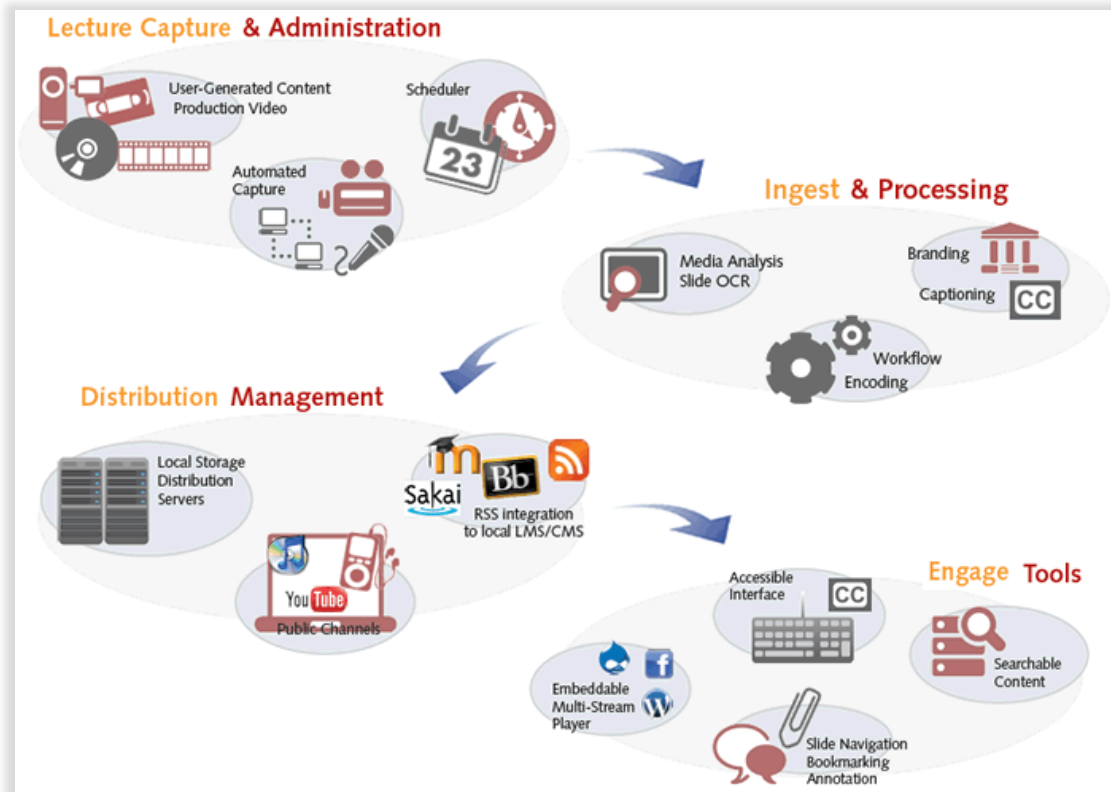 Lecture Capture & Administration
User-Generated Content
Production Video
Scheduler
23
Automated
Capture
Ingest & Processing
Media Analysis
Slide OCR
Branding
Captioning
CC
Workflow
Encoding
Distribution Management
Local Storage
Distribution
Servers
m
Sakai
Bb
RSS integration
to local LMS/CMS
YouTube
Public Channels
Engage Tools
Accessible
Interface
CC
Searchable
Content
Embeddable
Multi-Stream
Player
f
W
Slide Navigation
Bookmarking
Annotation